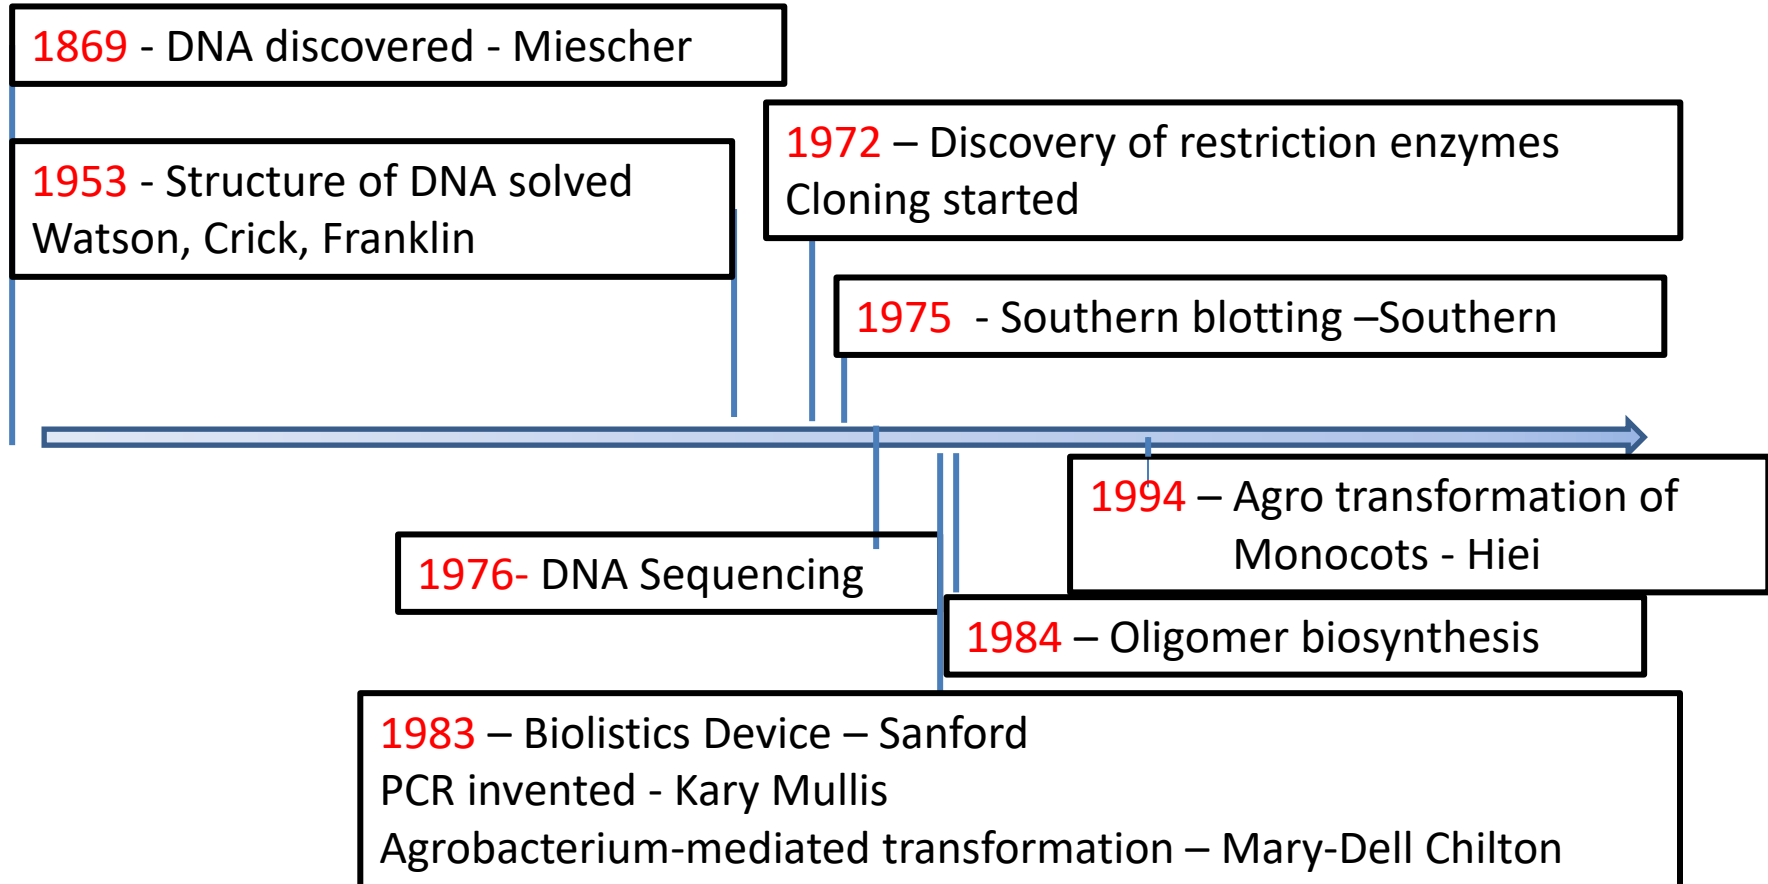 1869 - DNA discovered - Miescher
1953 - Structure of DNA solved
Watson, Crick, Franklin
1972 – Discovery of restriction enzymes
Cloning started
1975  - Southern blotting –Southern
1976- DNA Sequencing
1994 – Agro transformation of
Monocots - Hiei
1984 – Oligomer biosynthesis
1983 – Biolistics Device – Sanford
PCR invented - Kary Mullis
Agrobacterium-mediated transformation – Mary-Dell Chilton